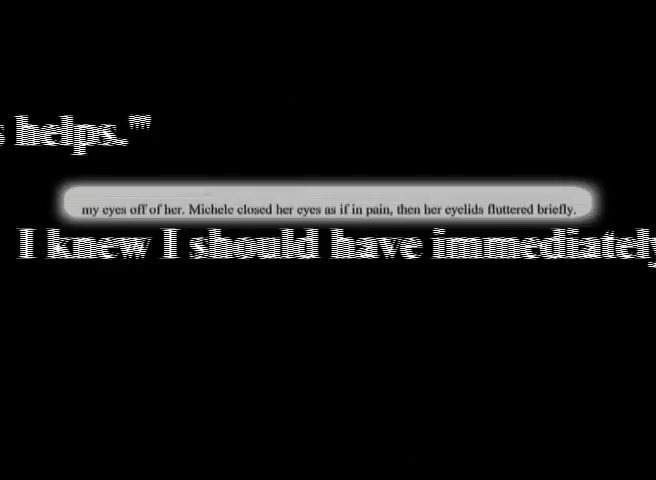 s helps.'"
my eyes off of her. Michele closed her eyes as if in pain, then her eyelids fluttered briefly.
I knew I should have immediately